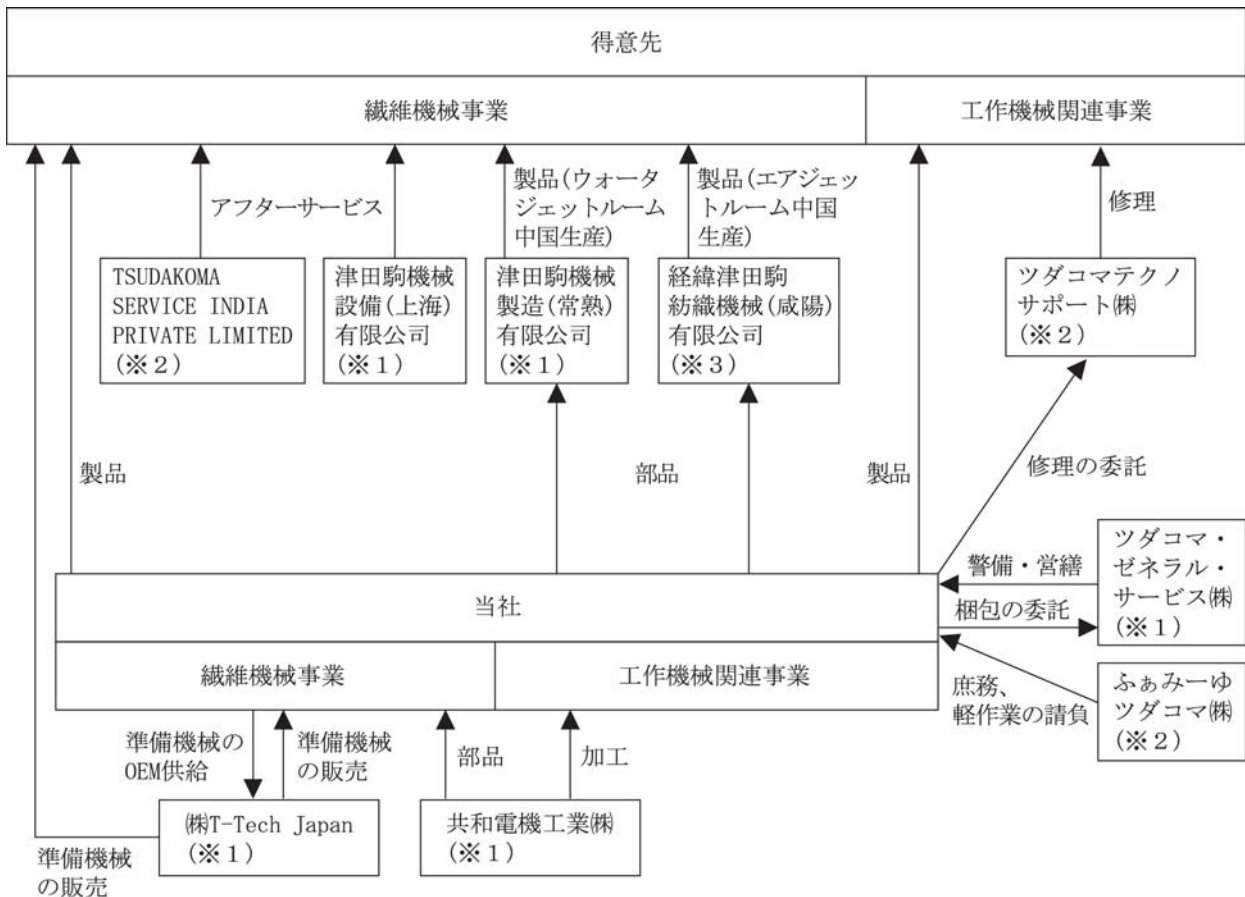 得意先
繊維機械事業
工作機械関連事業
アフターサービス
製品(ウォータ
ジェットルーム
中国生産)
製品(エアジェッ
トルーム中国
生産)
修理
TSUDAKOMA
SERVICE INDIA
PRIVATE LIMITED
(※2)
津田駒機械
設備(上海)
有限公司
(※1)
津田駒機械
製造(常熟)
有限公司
(※1)
経緯津田駒
紡織機械(咸陽)
有限公司
(※3)
ツダコマテクノ
サポート㈱
(※2)
製品
部品
製品
修理の委託
当社
繊維機械事業
工作機械関連事業
警備・営繕
梱包の委託
ツダコマ・
ゼネラル・
サービス㈱
(※1)
庶務、
軽作業の請負
ふぁみーゆ
ツダコマ㈱
(※2)
準備機械の
OEM供給
準備機械
の販売
部品
加工
㈱T-Tech Japan
(※1)
共和電機工業㈱
(※1)
準備機械
の販売